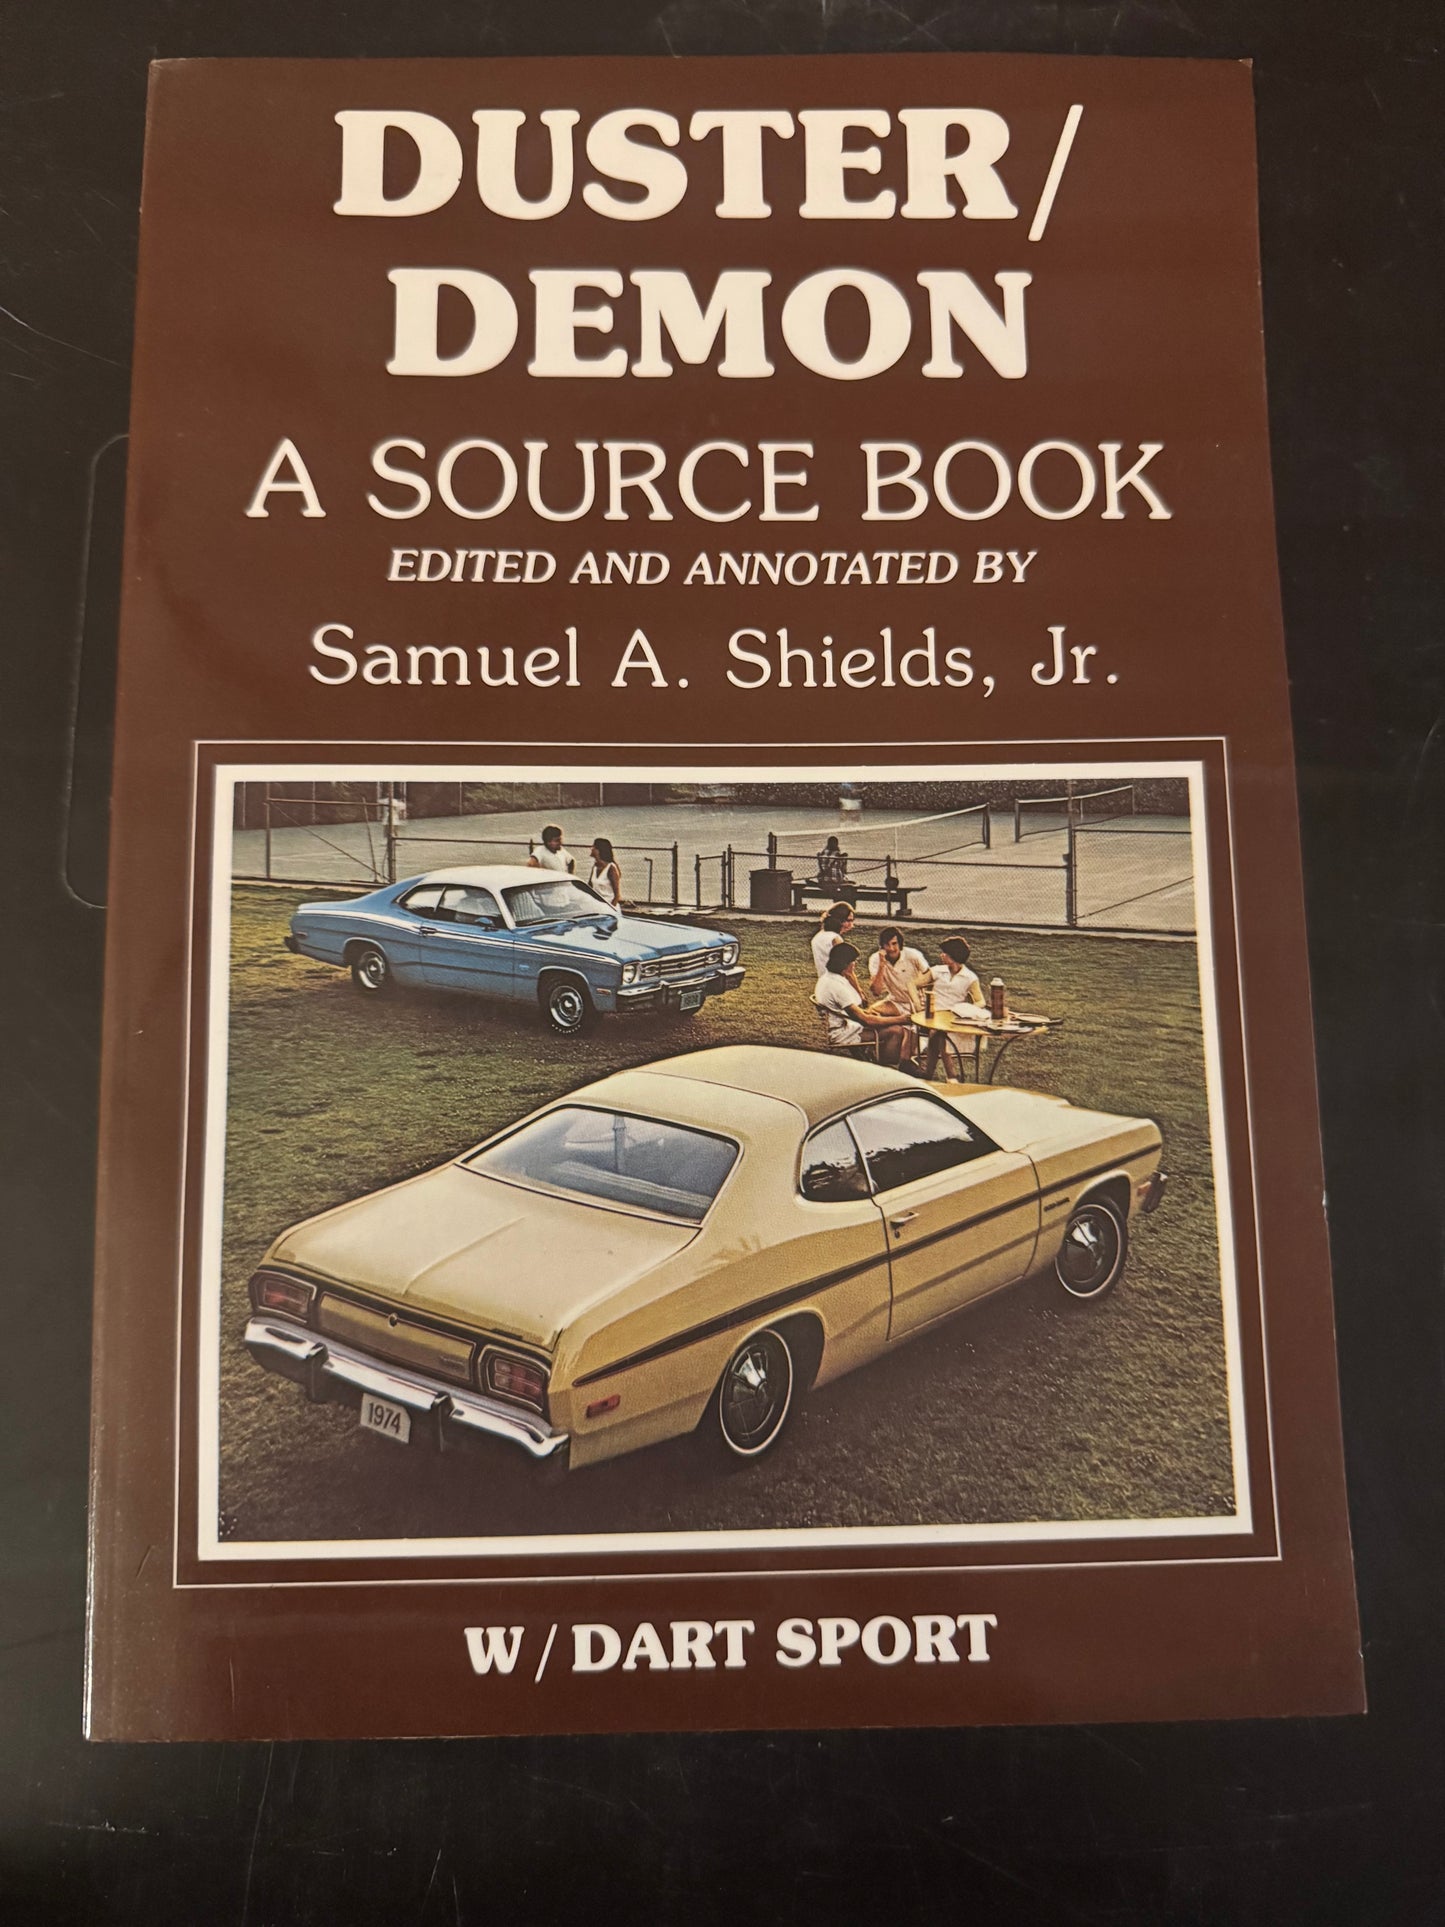 DUSTER/
DEMON
A SOURCE BOOK
EDITED AND ANNOTATED BY
Samuel A. Shields, Jr.
1974
W/DART SPORT